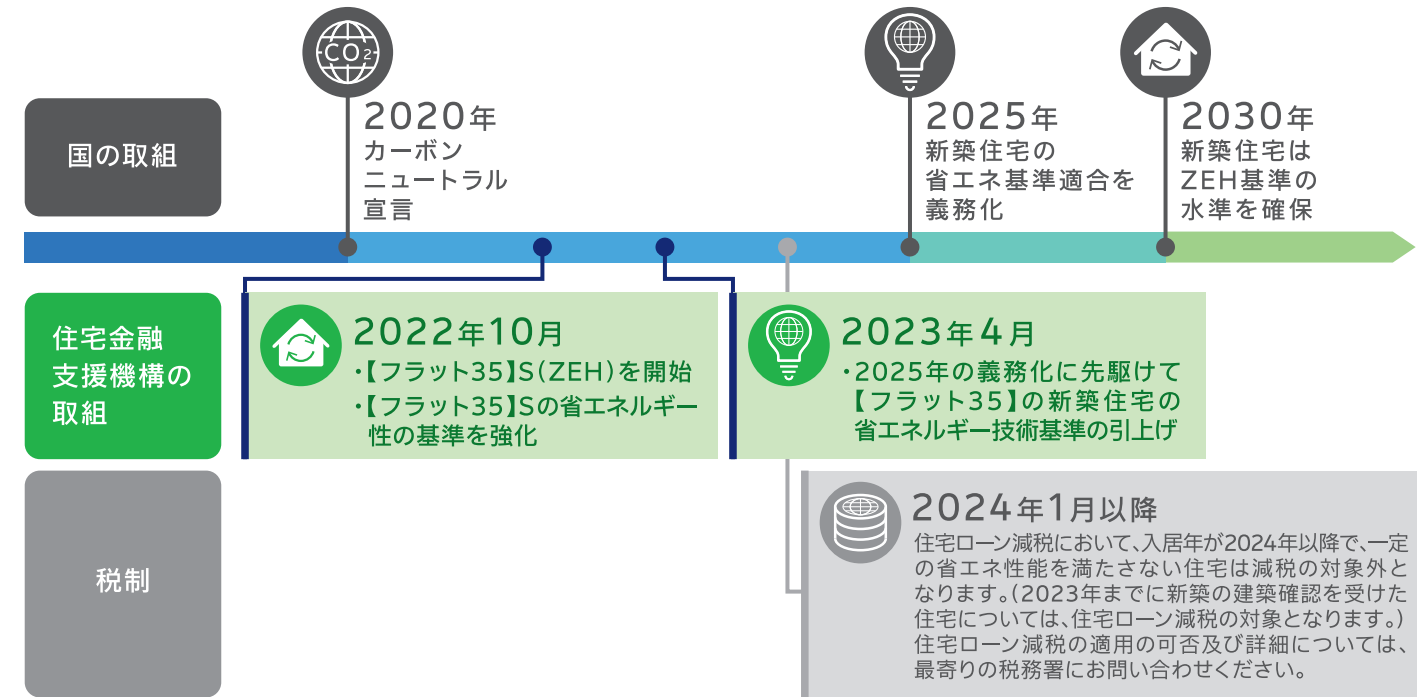 国の取組
CO2
2020年
カーボン
ニュートラル
宣言
2025年
新築住宅の
省エネ基準適合を
義務化
2030年
新築住宅は
ZEH基準の
水準を確保
住宅金融
支援機構の
取組
2022年10月
・【フラット35】S(ZEH)を開始
・【フラット35】Sの省エネルギー
性の基準を強化
2023年4月
・2025年の義務化に先駆けて
【フラット35】の新築住宅の
省エネルギー技術基準の引上げ
税制
2024年1月以降
住宅ローン減税において、入居年が2024年以降で、一定
の省エネ性能を満たさない住宅は減税の対象外と
なります。(2023年までに新築の建築確認を受けた
住宅については、住宅ローン減税の対象となります。)
住宅ローン減税の適用の可否及び詳細については、
最寄りの税務署にお問い合わせください。